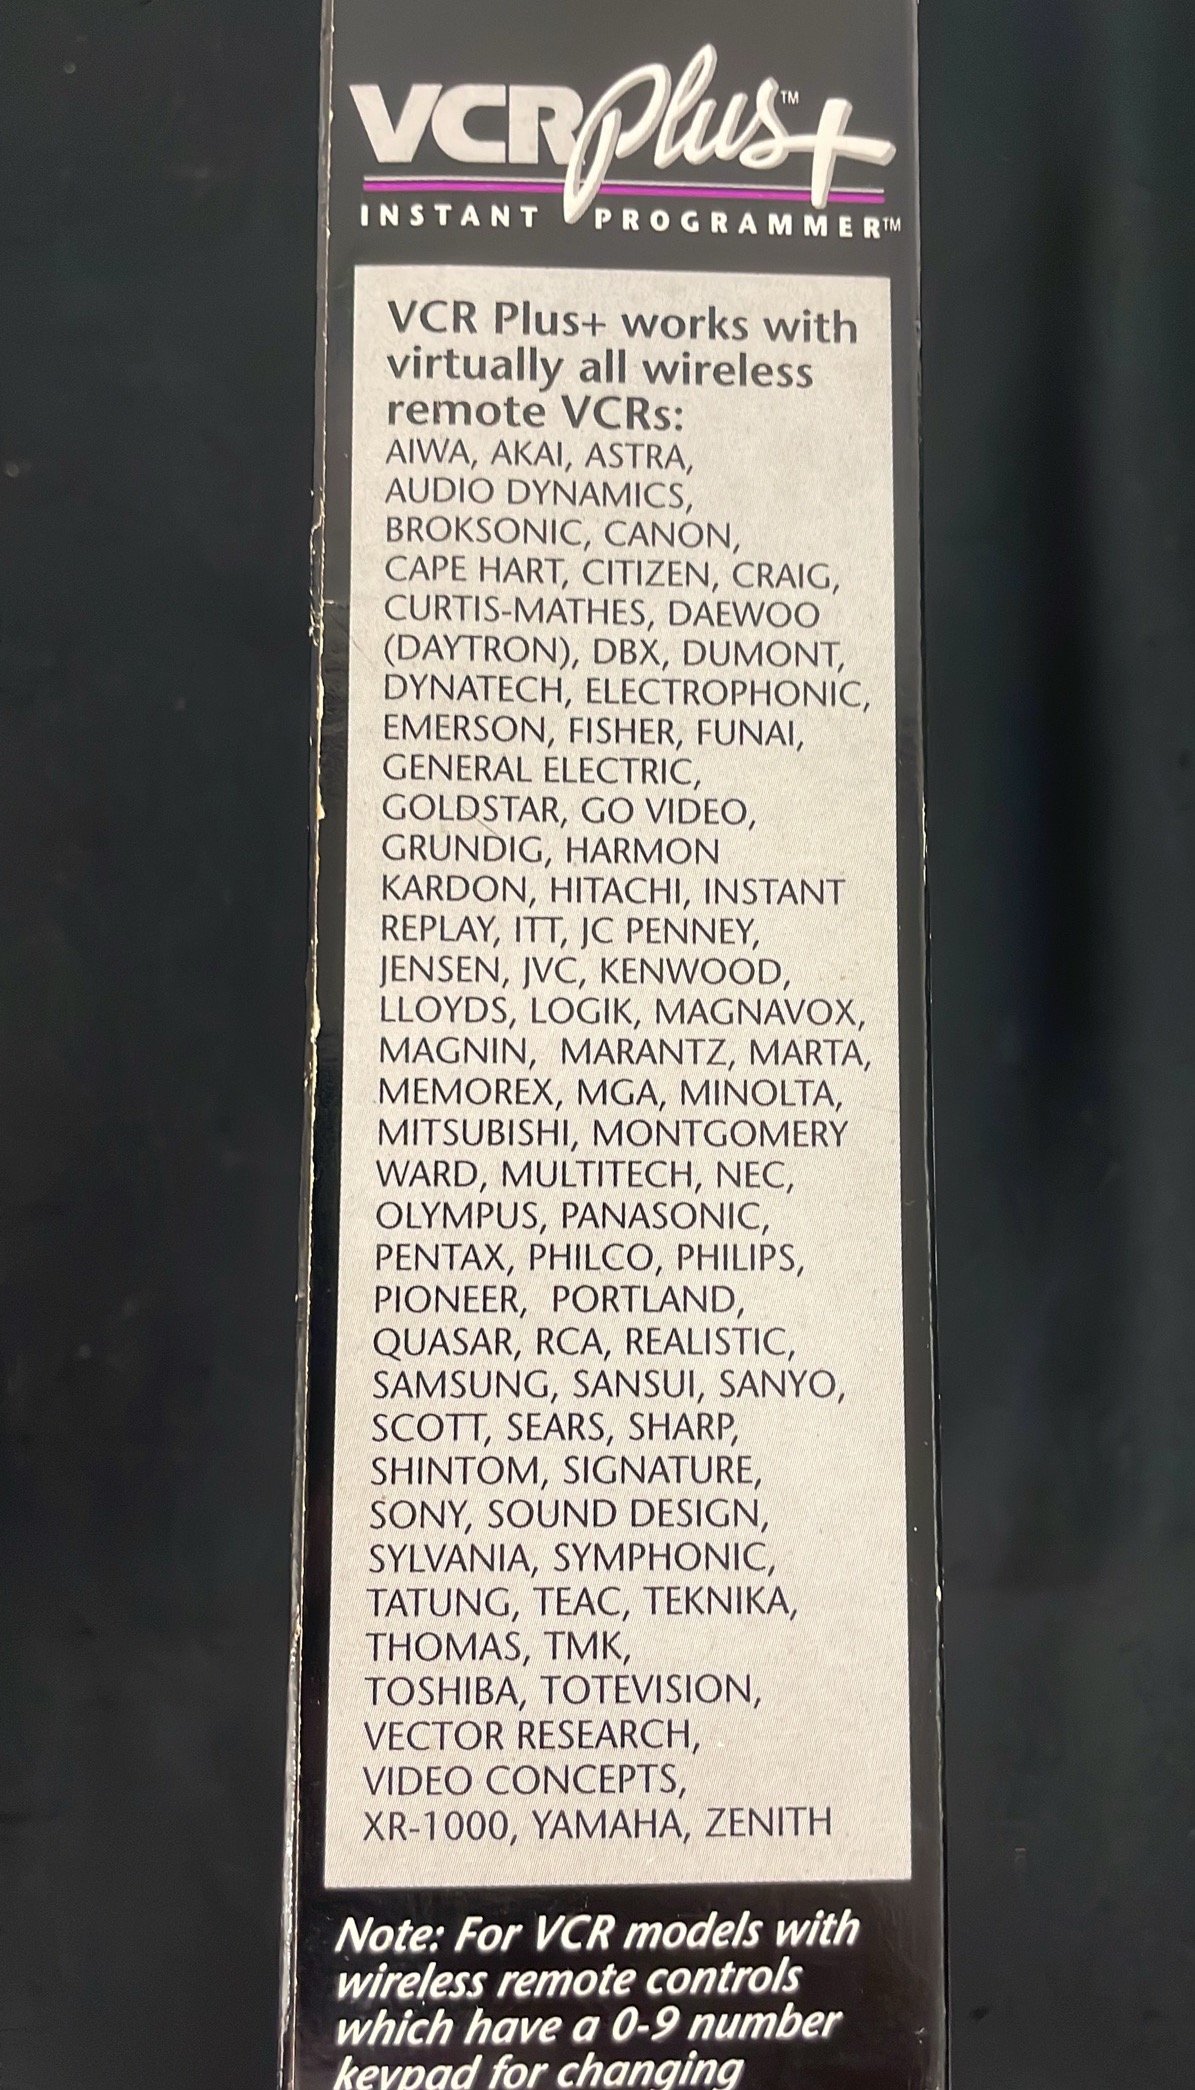 VCR Plus+™
INSTANT PROGRAMMER™
VCR Plus+ works with
virtually all wireless
remote VCRs:
AIWA, AKAI, ASTRA,
AUDIO DYNAMICS,
BROKSONIC, CANON,
CAPE HART, CITIZEN, CRAIG,
CURTIS-MATHES, DAEWOO
(DAYTRON), DBX, DUMONT,
DYNATECH, ELECTROPHONIC,
EMERSON, FISHER, FUNAI,
GENERAL ELECTRIC,
GOLDSTAR, GO VIDEO,
GRUNDIG, HARMON
KARDON, HITACHI, INSTANT
REPLAY, ITT, JC PENNEY,
JENSEN, JVC, KENWOOD,
LLOYDS, LOGIK, MAGNAVOX,
MAGNIN, MARANTZ, MARTA,
MEMOREX, MGA, MINOLTA,
MITSUBISHI, MONTGOMERY
WARD, MULTITECH, NEC,
OLYMPUS, PANASONIC,
PENTAX, PHILCO, PHILIPS,
PIONEER, PORTLAND,
QUASAR, RCA, REALISTIC,
SAMSUNG, SANSUI, SANYO,
SCOTT, SEARS, SHARP,
SHINTOM, SIGNATURE,
SONY, SOUND DESIGN,
SYLVANIA, SYMPHONIC,
TATUNG, TEAC, TEKNIKA,
THOMAS, TMK,
TOSHIBA, TOTEVISION,
VECTOR RESEARCH,
VIDEO CONCEPTS,
XR-1000, YAMAHA, ZENITH
Note: For VCR models with
wireless remote controls
which have a 0-9 number
keypad for changing